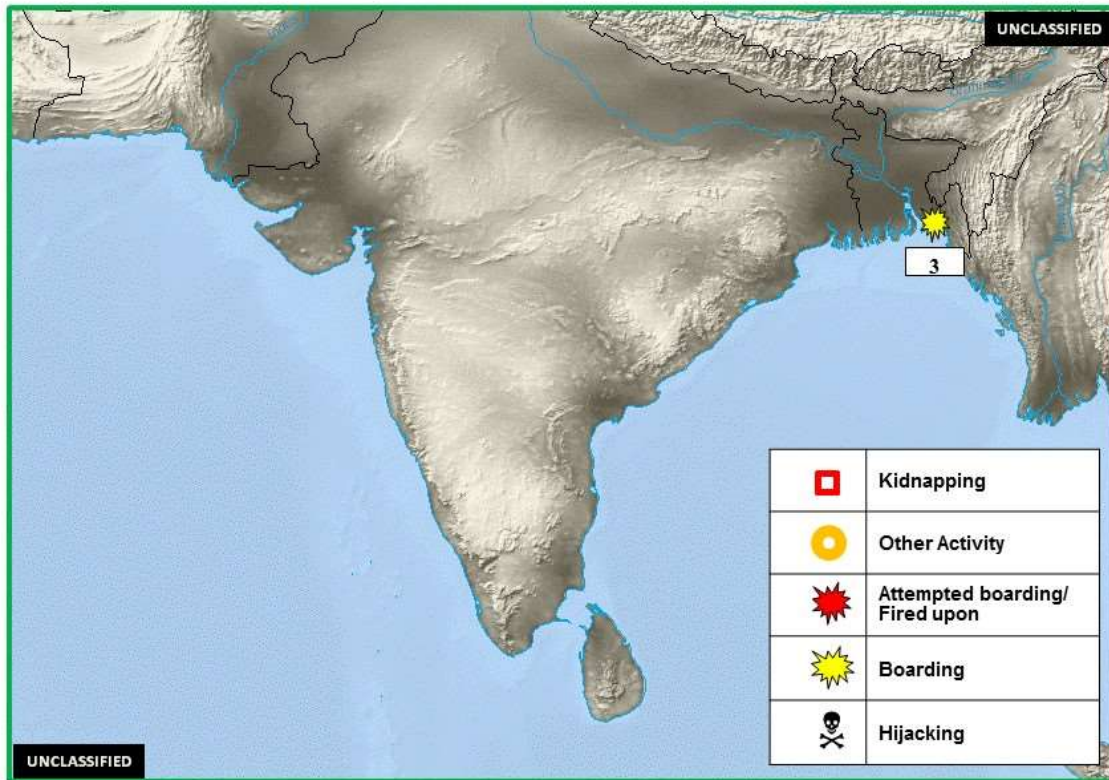 UNCLASSIFIED
3
Kidnapping
Other Activity
Attempted boarding/
Fired upon
Boarding
Hijacking
UNCLASSIFIED